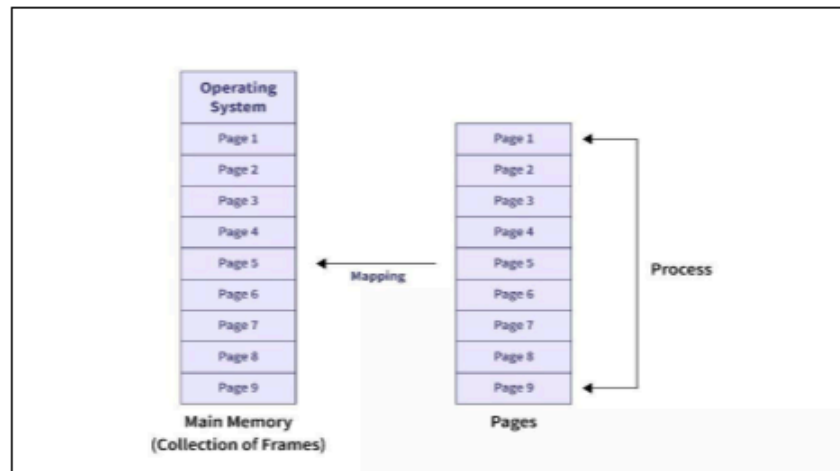 Operating
System
Page 1
Page 2
Page 3
Page 4
Page 5
Page 6
Page 7
Page 8
Page 9
Main Memory
(Collection of Frames)
Mapping
Page 1
Page 2
Page 3
Page 4
Page 5
Page 6
Page 7
Page 8
Page 9
Pages
Process